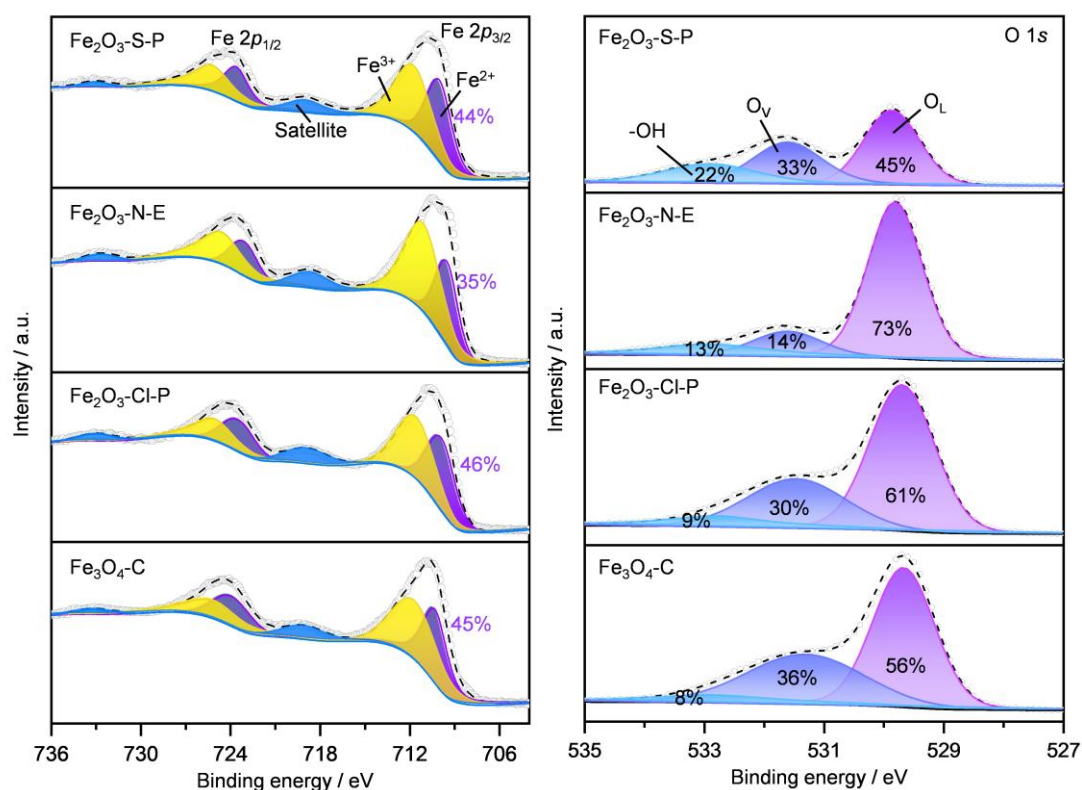 Fe₂O₃-S-P
Fe 2p₁/₂
Fe 2p₃/₂
Fe³⁺
Fe²⁺
Satellite
44%
Fe₂O₃-N-E
35%
Fe₂O₃-Cl-P
46%
Fe₃O₄-C
45%
Intensity / a.u.
Intensity / a.u.
736 730 724 718 712 706
Binding energy / eV
Fe₂O₃-S-P
O 1s
-OH
Oᵥ
O_L
22% 33% 45%
Fe₂O₃-N-E
13% 14% 73%
Fe₂O₃-Cl-P
9% 30% 61%
Fe₃O₄-C
8% 36% 56%
Intensity / a.u.
Intensity / a.u.
535 533 531 529 527
Binding energy / eV